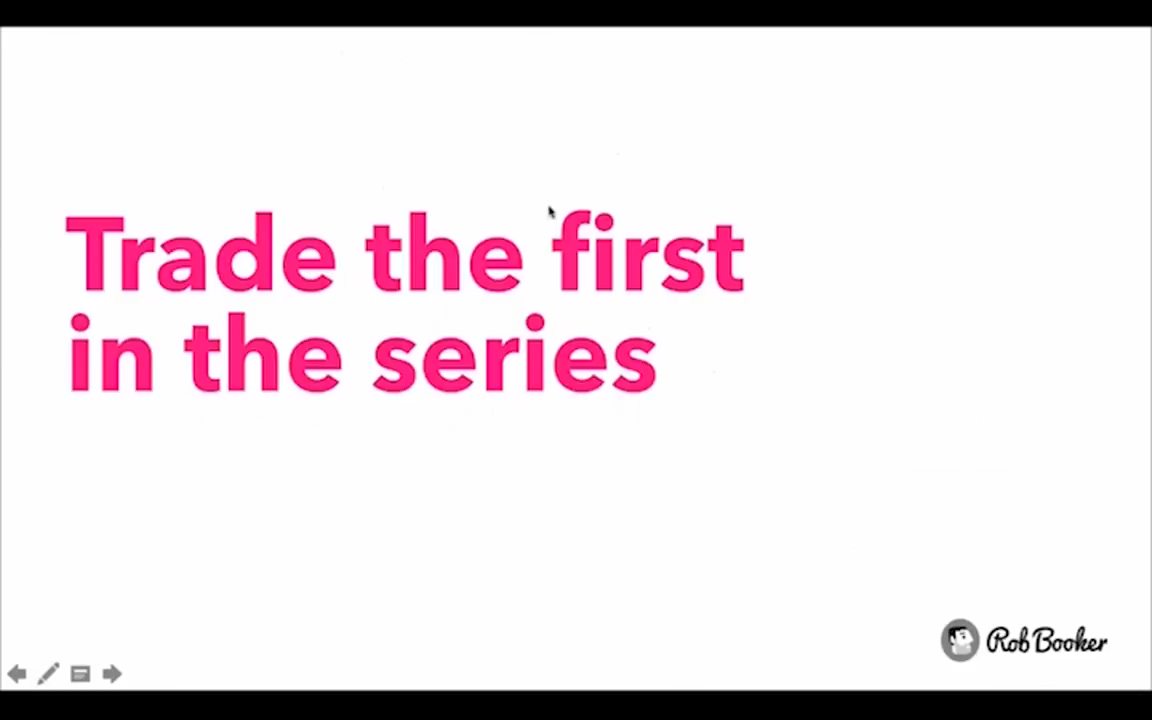 Trade the first
in the series
Rob Booker